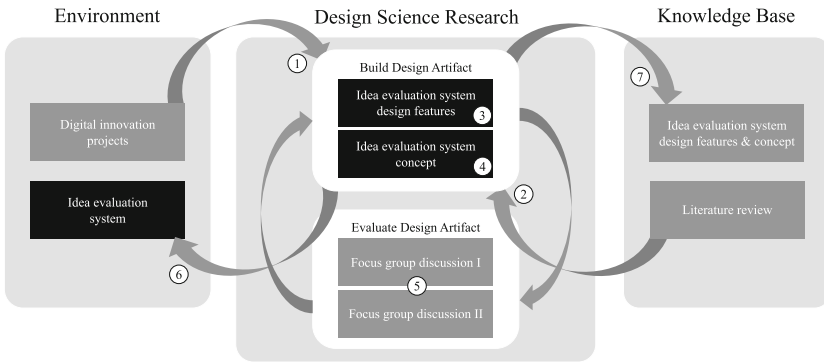 Environment
Design Science Research
Knowledge Base
1
7
Build Design Artifact
Digital innovation
projects
Idea evaluation system
design features
3
Idea evaluation system
design features & concept
Idea evaluation system
concept
4
Idea evaluation
system
2
Literature review
Evaluate Design Artifact
Focus group discussion I
6
5
Focus group discussion II